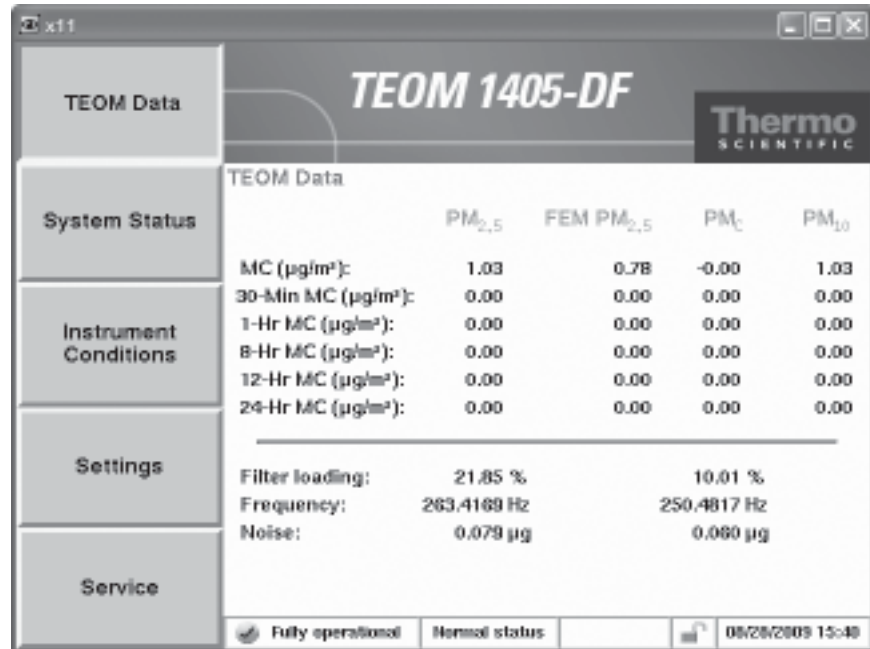 x11
TEOM Data
System Status
Instrument
Conditions
Settings
Service
TEOM 1405-DF
Thermo
SCIENTIFIC
TEOM Data
PM2,5 FEM PM2,5 PMC PM10
MC (µg/m³): 1.03 0.78 -0.00 1.03
30-Min MC (µg/m³): 0.00 0.00 0.00 0.00
1-Hr MC (µg/m³): 0.00 0.00 0.00 0.00
8-Hr MC (µg/m³): 0.00 0.00 0.00 0.00
12-Hr MC (µg/m³): 0.00 0.00 0.00 0.00
24-Hr MC (µg/m³): 0.00 0.00 0.00 0.00
Filter loading: 21.85 % 10.01 %
Frequency: 263.4169 Hz 250.4817 Hz
Noise: 0.079 µg 0.060 µg
Fully operational Normal status 08/28/2009 15:40